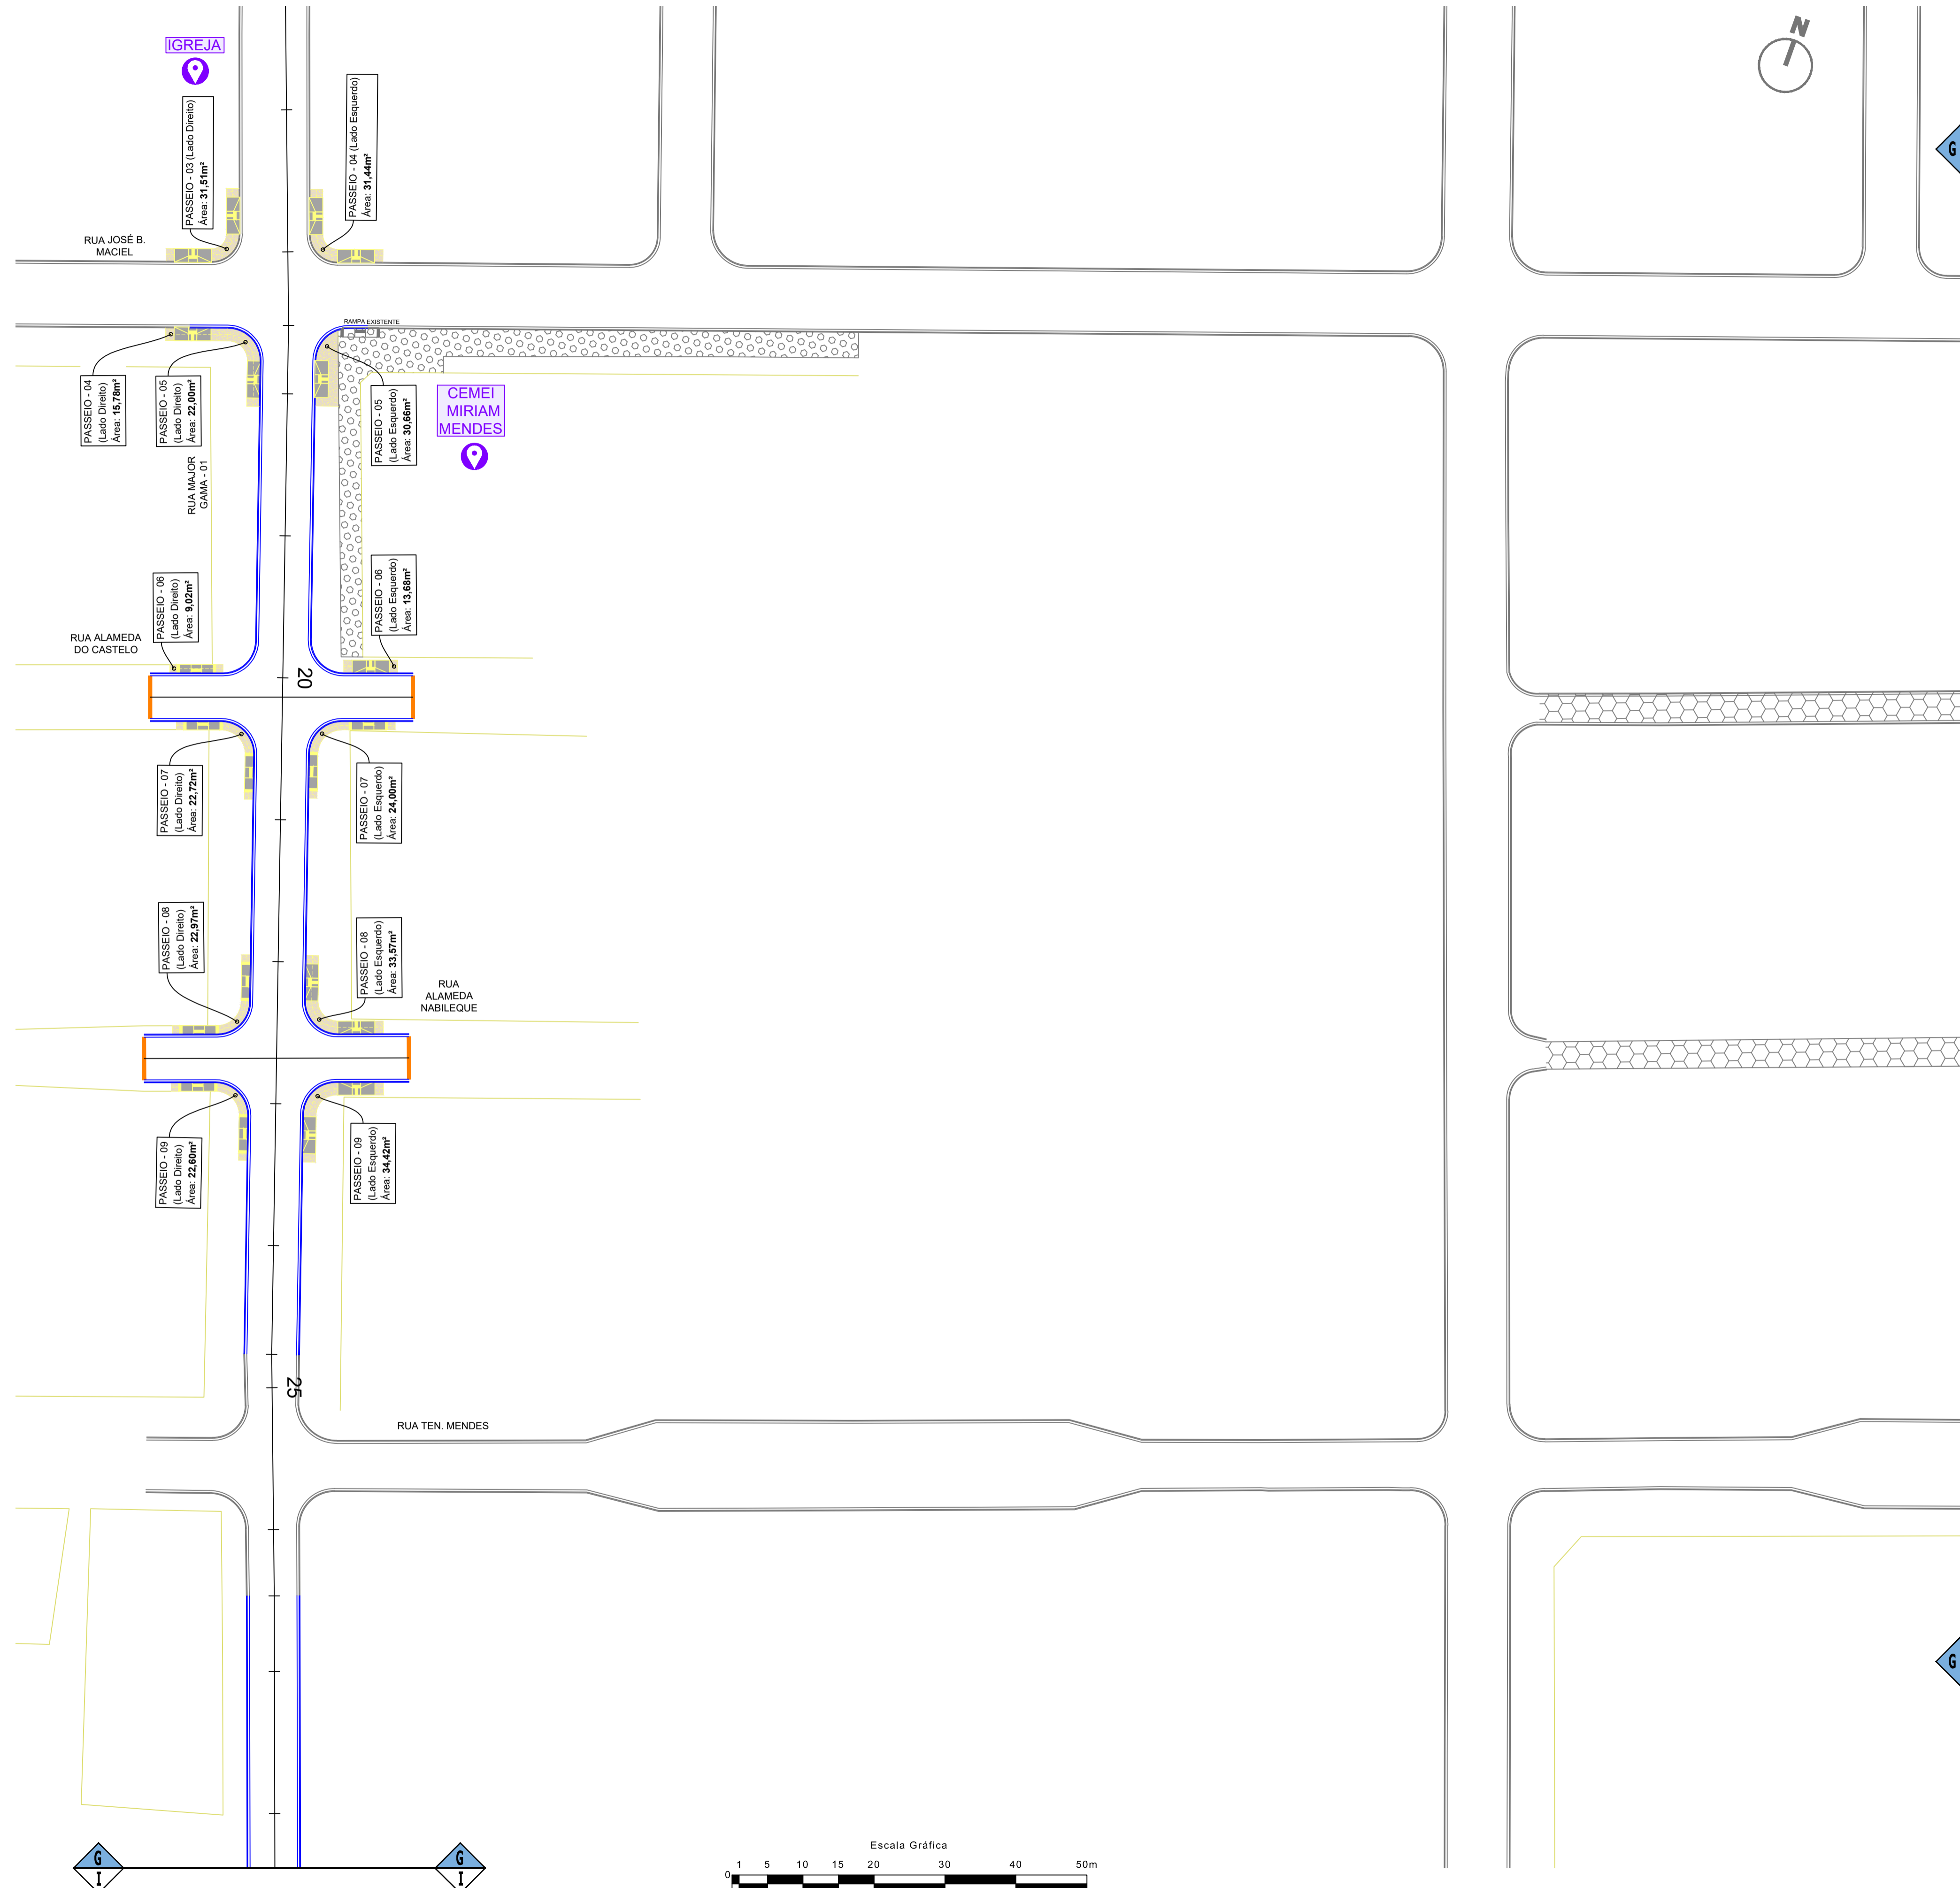 IGREJA
N
G
PASSEIO - 03 (Lado Direito)
Área: 31,51m²
PASSEIO - 04 (Lado Esquerdo)
Área: 31,44m²
RUA JOSÉ B.
MACIEL
RAMPA EXISTENTE
PASSEIO - 04
(Lado Direito)
Área: 15,78m²
PASSEIO - 05
(Lado Direito)
Área: 22,00m²
PASSEIO - 05
(Lado Esquerdo)
Área: 30,66m²
CEMEI
MIRIAM
MENDES
RUA MAJOR
GAMA - 01
PASSEIO - 06
(Lado Direito)
Área: 9,02m²
PASSEIO - 06
(Lado Esquerdo)
Área: 13,68m²
RUA ALAMEDA
DO CASTELO
20
PASSEIO - 07
(Lado Direito)
Área: 22,72m²
PASSEIO - 07
(Lado Esquerdo)
Área: 24,00m²
PASSEIO - 08
(Lado Direito)
Área: 22,97m²
PASSEIO - 08
(Lado Esquerdo)
Área: 33,57m²
RUA
ALAMEDA
NABILEQUE
PASSEIO - 09
(Lado Direito)
Área: 22,60m²
PASSEIO - 09
(Lado Esquerdo)
Área: 34,42m²
25
RUA TEN. MENDES
G
G
I
G
I
Escala Gráfica
0 1 5 10 15 20 30 40 50m